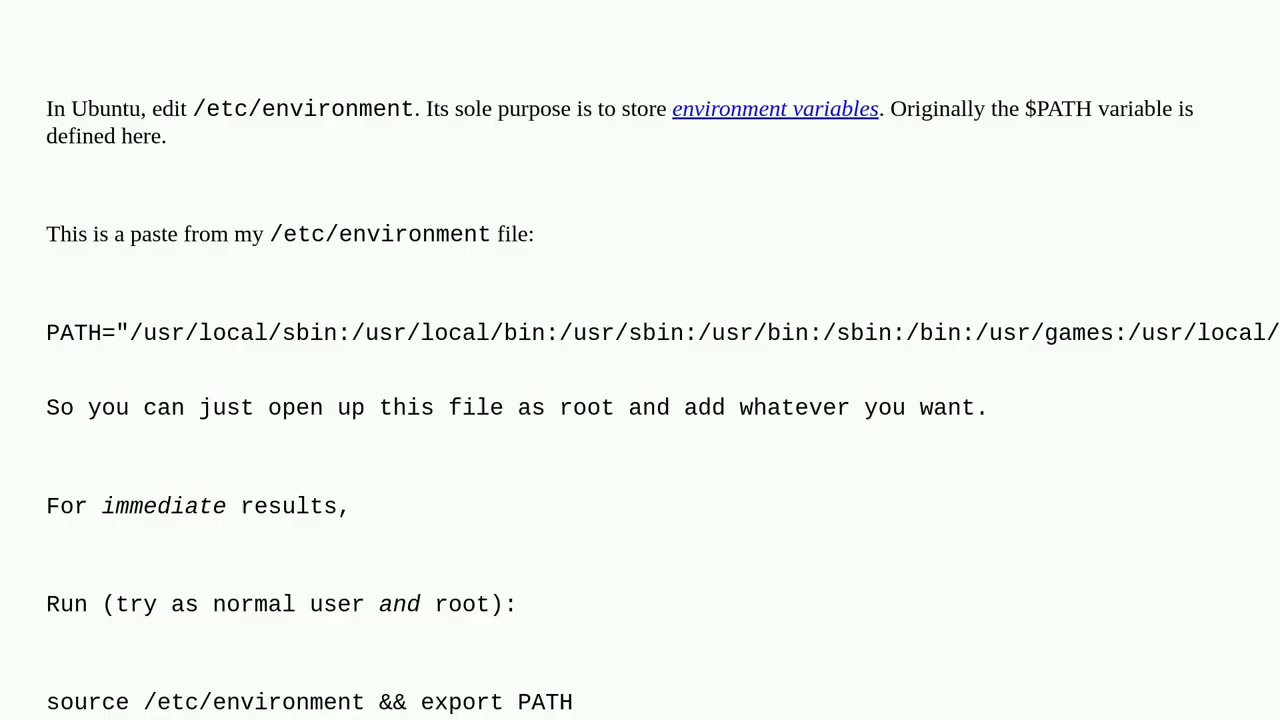 In Ubuntu, edit /etc/environment. Its sole purpose is to store environment variables. Originally the $PATH variable is
defined here.
This is a paste from my /etc/environment file:
PATH="/usr/local/sbin:/usr/local/bin:/usr/sbin:/usr/bin:/sbin:/bin:/usr/games:/usr/local/
So you can just open up this file as root and add whatever you want.
For immediate results,
Run (try as normal user and root):
source /etc/environment && export PATH